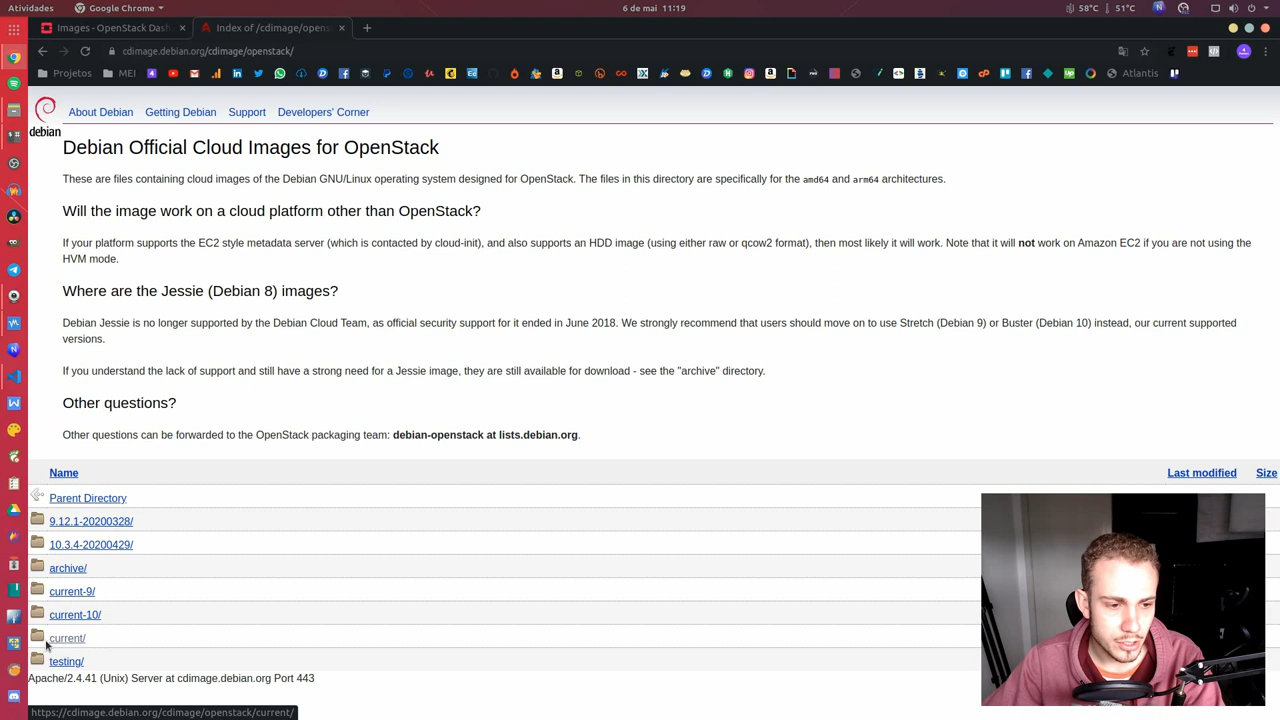 Atividades
Google Chrome
6 de mai 11:19
58°C
51°C
Images - OpenStack Dash
Index of /cdimage/opens
cdimage.debian.org/cdimage/openstack/
Projetos
MEI
Atlantis
debian
About Debian
Getting Debian
Support
Developers' Corner
Debian Official Cloud Images for OpenStack
These are files containing cloud images of the Debian GNU/Linux operating system designed for OpenStack. The files in this directory are specifically for the amd64 and arm64 architectures.
Will the image work on a cloud platform other than OpenStack?
If your platform supports the EC2 style metadata server (which is contacted by cloud-init), and also supports an HDD image (using either raw or qcow2 format), then most likely it will work. Note that it will not work on Amazon EC2 if you are not using the
HVM mode.
Where are the Jessie (Debian 8) images?
Debian Jessie is no longer supported by the Debian Cloud Team, as official security support for it ended in June 2018. We strongly recommend that users should move on to use Stretch (Debian 9) or Buster (Debian 10) instead, our current supported
versions.
If you understand the lack of support and still have a strong need for a Jessie image, they are still available for download - see the "archive" directory.
Other questions?
Other questions can be forwarded to the OpenStack packaging team: debian-openstack at lists.debian.org.
Name
Last modified
Size
Parent Directory
9.12.1-20200328/
10.3.4-20200429/
archive/
current-9/
current-10/
current/
testing/
Apache/2.4.41 (Unix) Server at cdimage.debian.org Port 443
https://cdimage.debian.org/cdimage/openstack/current/